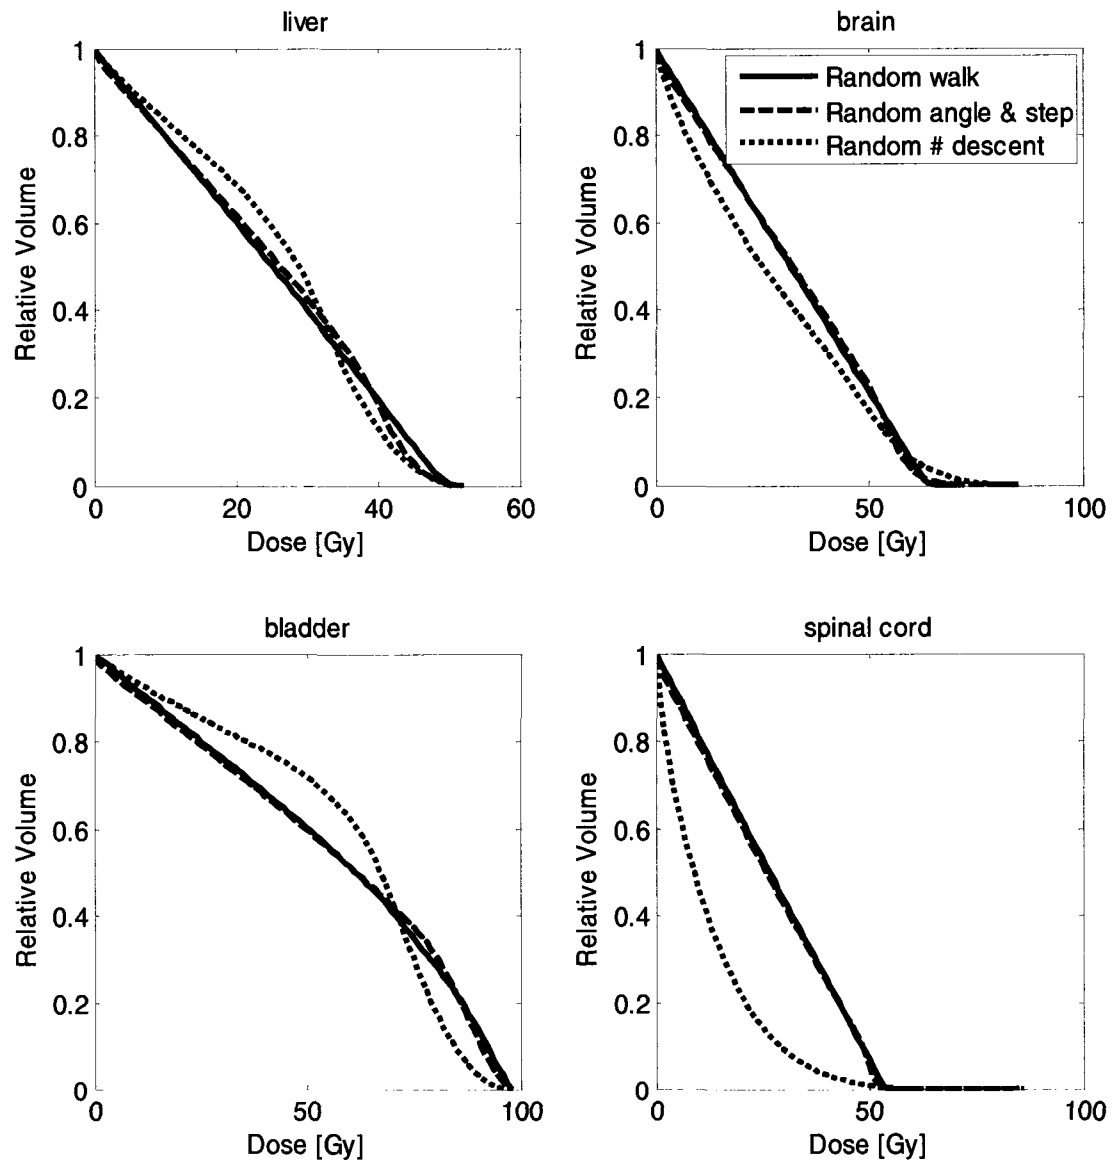 liver
1
0.8
0.6
0.4
0.2
0
0
20
40
60
Relative Volume
Dose [Gy]
brain
Random walk
Random angle & step
Random # descent
1
0.8
0.6
0.4
0.2
0
0
50
100
Relative Volume
Dose [Gy]
bladder
1
0.8
0.6
0.4
0.2
0
0
50
100
Relative Volume
Dose [Gy]
spinal cord
1
0.8
0.6
0.4
0.2
0
0
50
100
Relative Volume
Dose [Gy]